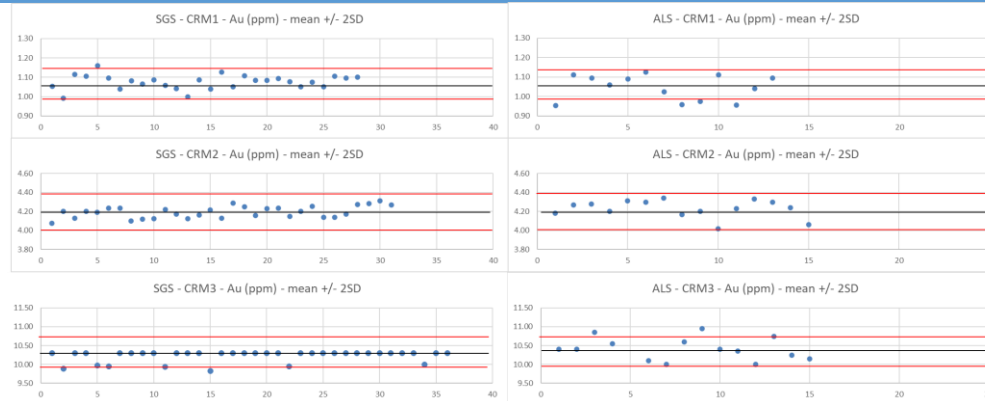 SGS - CRM1 - Au (ppm) - mean +/- 2SD
1.30
1.20
1.10
1.00
0.90
0 5 10 15 20 25 30 35 40
ALS - CRM1 - Au (ppm) - mean +/- 2SD
1.30
1.20
1.10
1.00
0.90
0 5 10 15 20
SGS - CRM2 - Au (ppm) - mean +/- 2SD
4.60
4.40
4.20
4.00
3.80
0 5 10 15 20 25 30 35 40
ALS - CRM2 - Au (ppm) - mean +/- 2SD
4.60
4.40
4.20
4.00
3.80
0 5 10 15 20
SGS - CRM3 - Au (ppm) - mean +/- 2SD
11.50
11.00
10.50
10.00
9.50
0 5 10 15 20 25 30 35 40
ALS - CRM3 - Au (ppm) - mean +/- 2SD
11.50
11.00
10.50
10.00
9.50
0 5 10 15 20